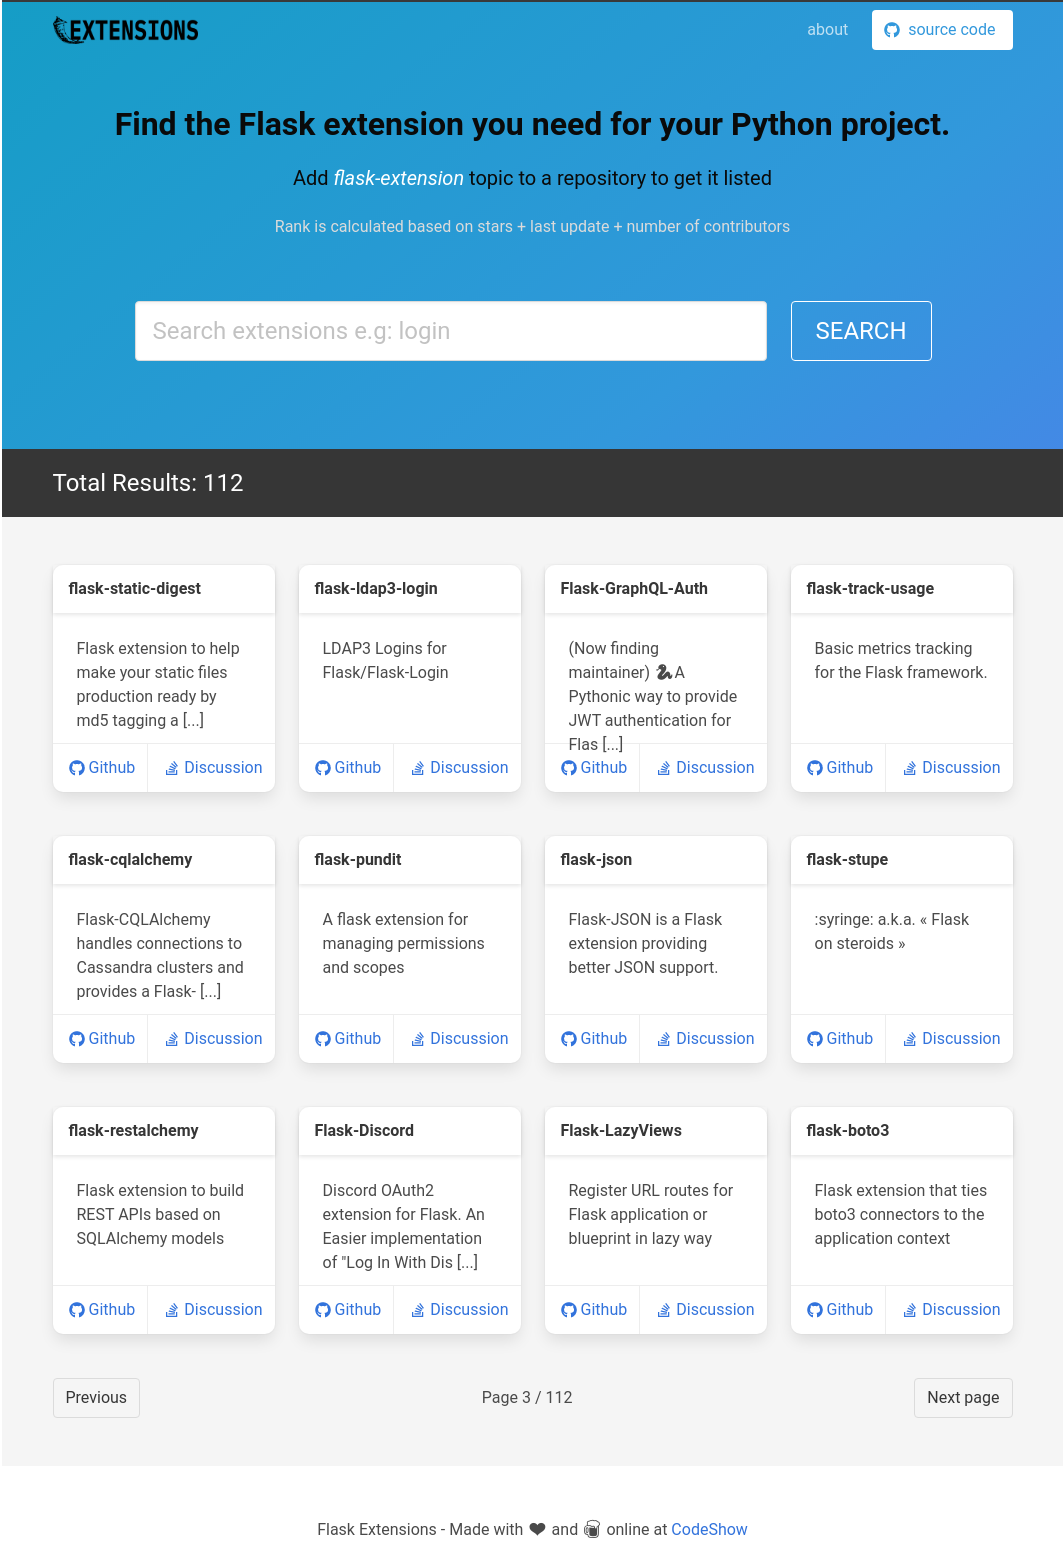 EXTENSIONS
about
source code
Find the Flask extension you need for your Python project.
Add flask-extension topic to a repository to get it listed
Rank is calculated based on stars + last update + number of contributors
Search extensions e.g: login
SEARCH
Total Results: 112
flask-static-digest
Flask extension to help
make your static files
production ready by
md5 tagging a [...]
Github
Discussion
flask-ldap3-login
LDAP3 Logins for
Flask/Flask-Login
Github
Discussion
Flask-GraphQL-Auth
(Now finding
maintainer) 🐍A
Pythonic way to provide
JWT authentication for
Flas [...]
Github
Discussion
flask-track-usage
Basic metrics tracking
for the Flask framework.
Github
Discussion
flask-cqlalchemy
Flask-CQLAlchemy
handles connections to
Cassandra clusters and
provides a Flask- [...]
Github
Discussion
flask-pundit
A flask extension for
managing permissions
and scopes
Github
Discussion
flask-json
Flask-JSON is a Flask
extension providing
better JSON support.
Github
Discussion
flask-stupe
:syringe: a.k.a. « Flask
on steroids »
Github
Discussion
flask-restalchemy
Flask extension to build
REST APIs based on
SQLAlchemy models
Github
Discussion
Flask-Discord
Discord OAuth2
extension for Flask. An
Easier implementation
of "Log In With Dis [...]
Github
Discussion
Flask-LazyViews
Register URL routes for
Flask application or
blueprint in lazy way
Github
Discussion
flask-boto3
Flask extension that ties
boto3 connectors to the
application context
Github
Discussion
Previous
Page 3 / 112
Next page
Flask Extensions - Made with ❤ and 🍺 online at CodeShow